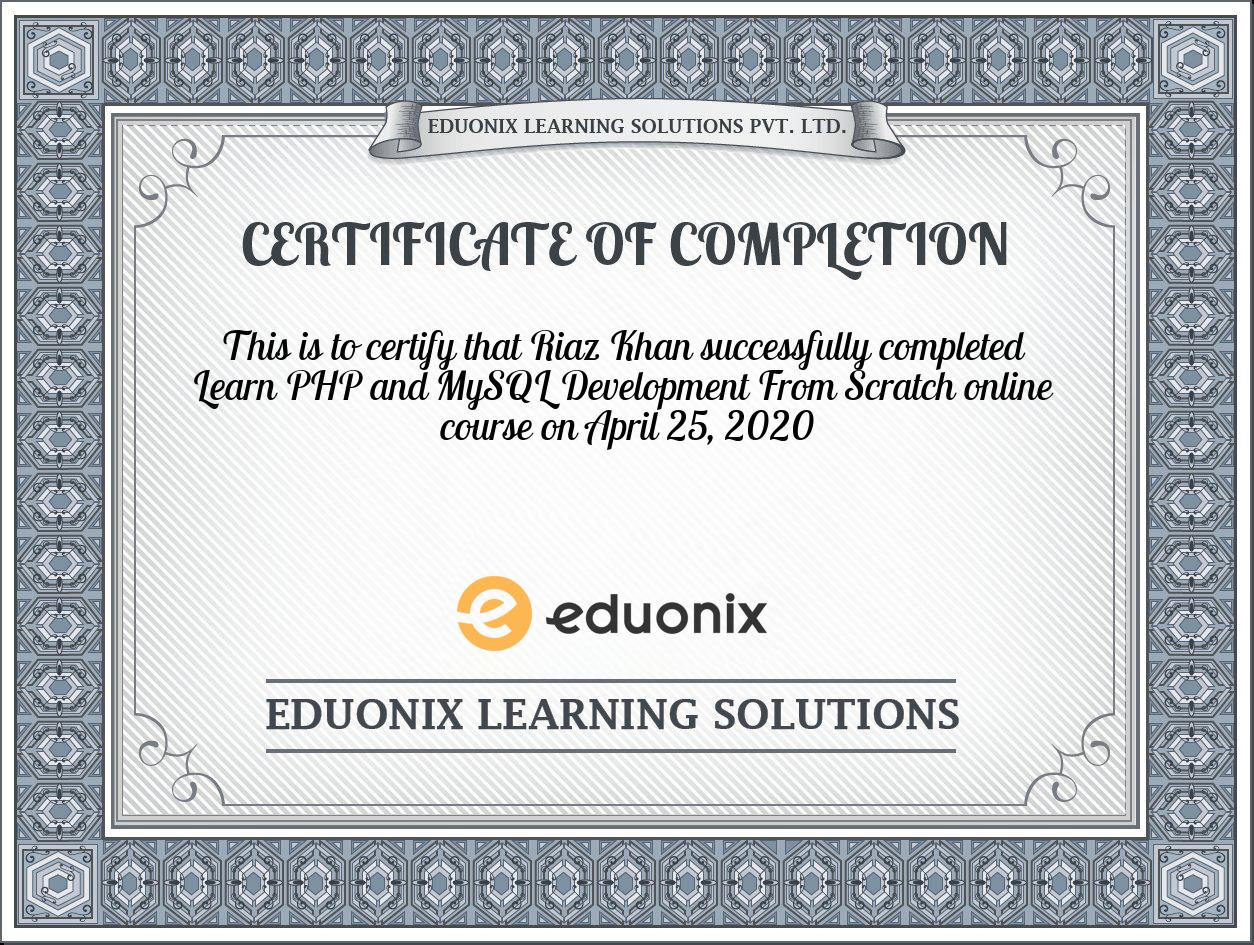 EDUONIX LEARNING SOLUTIONS PVT. LTD.
CERTIFICATE OF COMPLETION
This is to certify that Riaz Khan successfully completed
Learn PHP and MySQL Development From Scratch online
course on April 25, 2020
eduonix
EDUONIX LEARNING SOLUTIONS